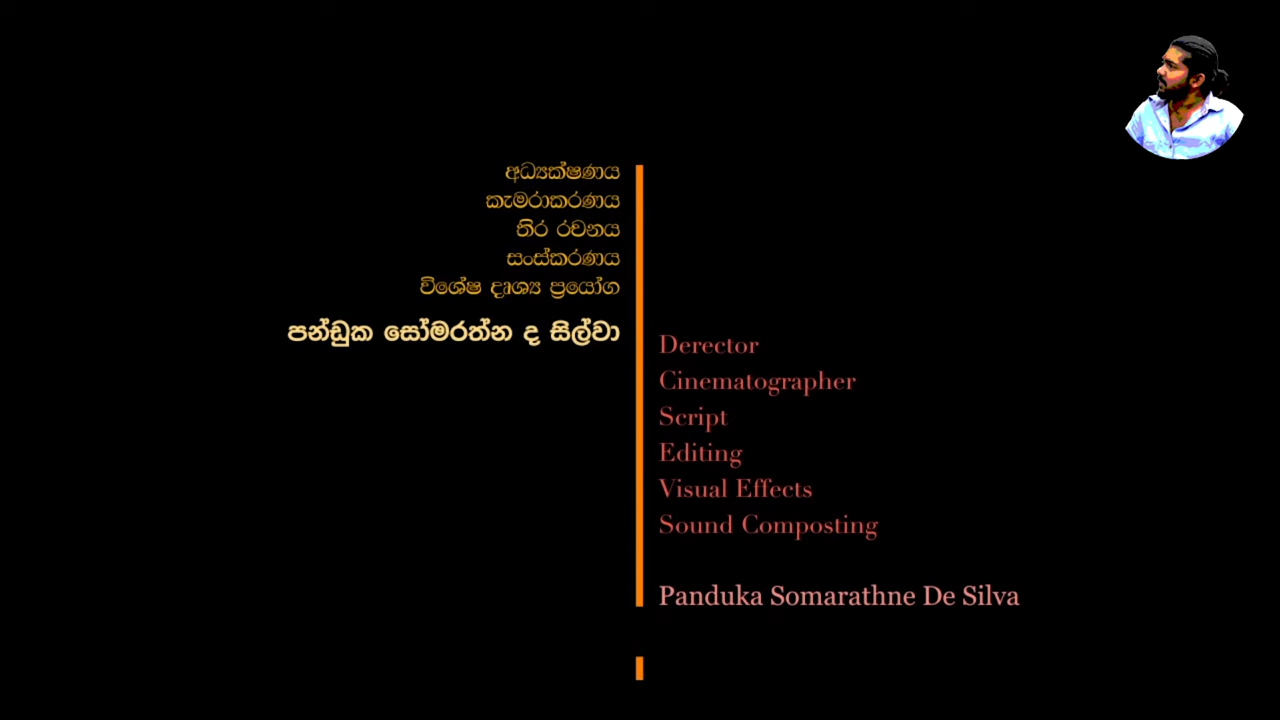 අධ්‍යක්ෂණය
කැමරාකරණය
තිර රචනය
සංස්කරණය
විශේෂ දෘශ්‍ය ප්‍රයෝග
පන්ඩුක සෝමරත්න ද සිල්වා
Derector
Cinematographer
Script
Editing
Visual Effects
Sound Composting
Panduka Somarathne De Silva